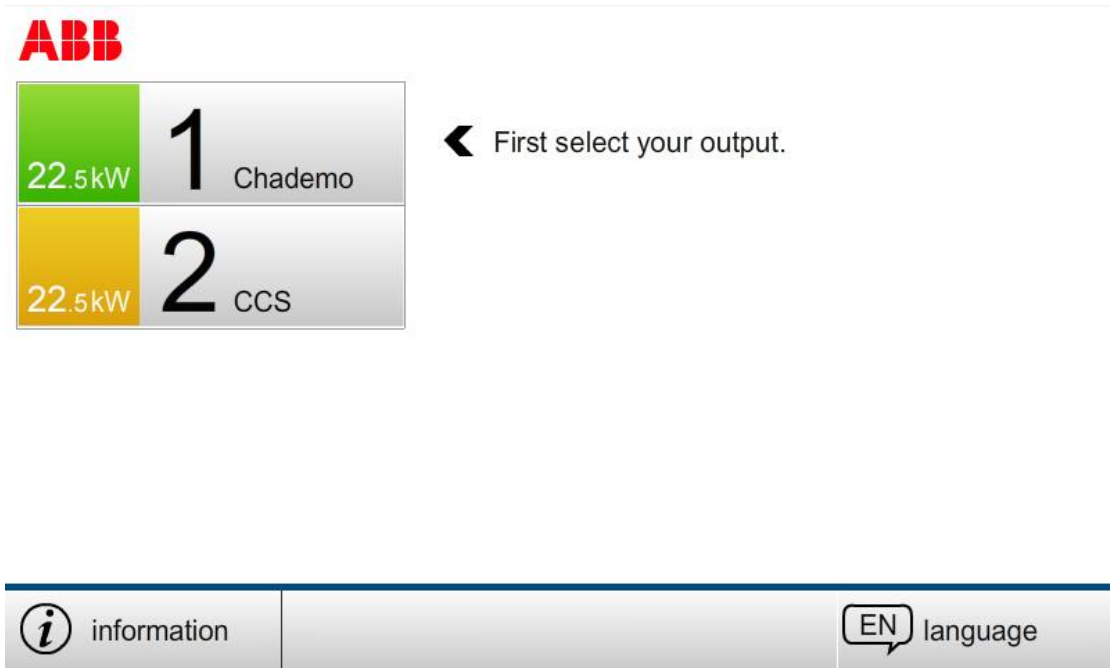 ABB
22.5kW 1 Chademo
First select your output.
22.5kW 2 CCS
i information
EN language